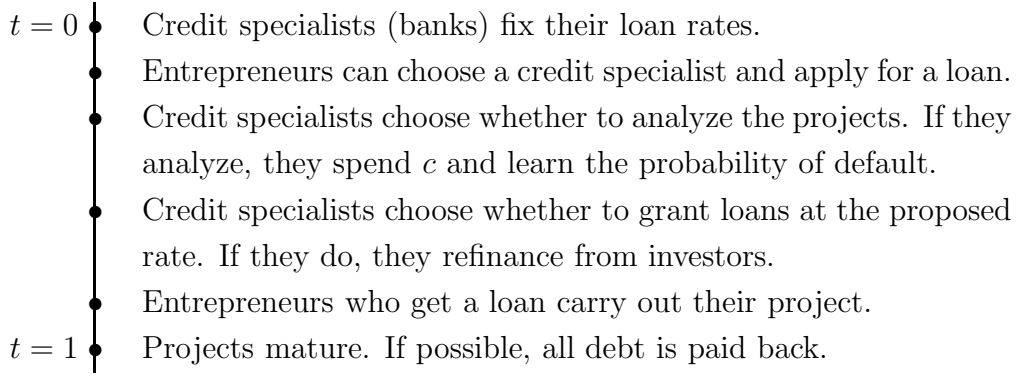 t = 0 Credit specialists (banks) fix their loan rates.
Entrepreneurs can choose a credit specialist and apply for a loan.
Credit specialists choose whether to analyze the projects. If they
analyze, they spend c and learn the probability of default.
Credit specialists choose whether to grant loans at the proposed
rate. If they do, they refinance from investors.
Entrepreneurs who get a loan carry out their project.
t = 1 Projects mature. If possible, all debt is paid back.